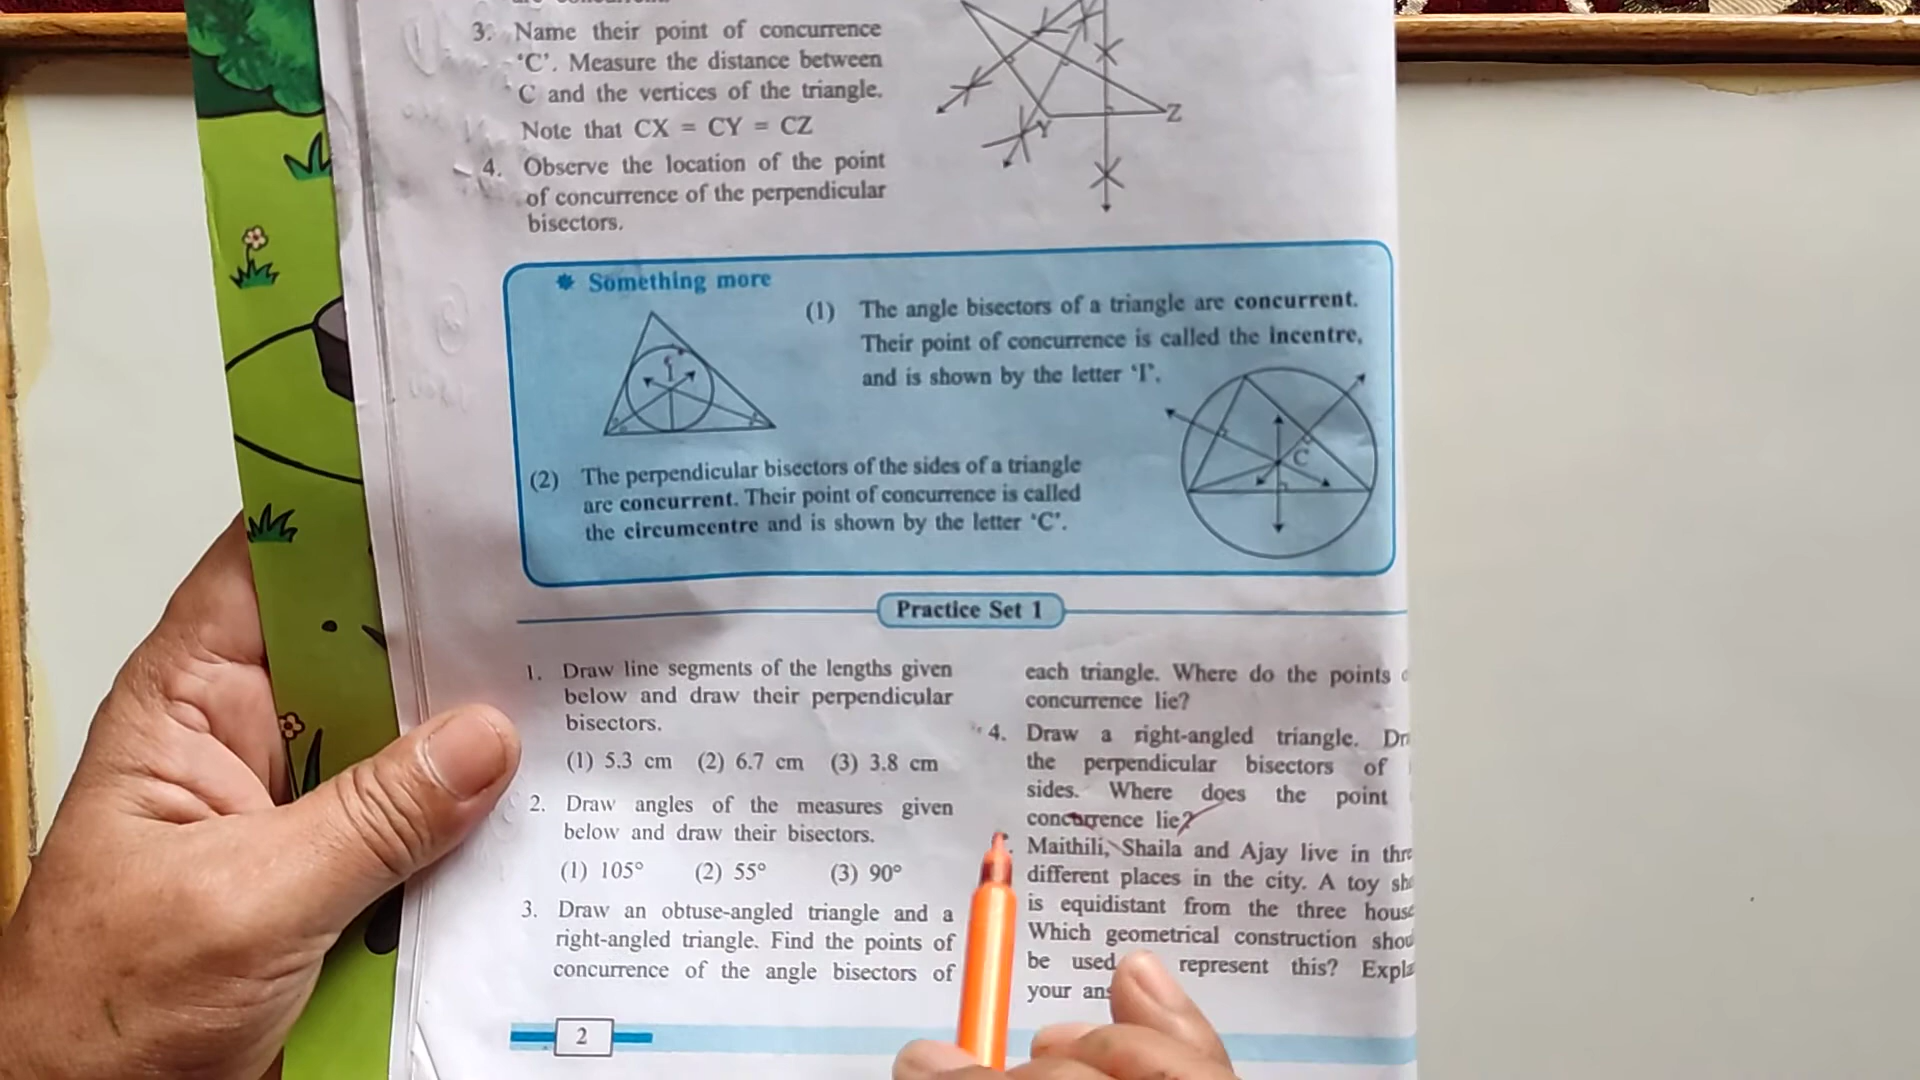 3. Name their point of concurrence
'C'. Measure the distance between
C and the vertices of the triangle.
Note that CX = CY = CZ
4. Observe the location of the point
of concurrence of the perpendicular
bisectors.
Y
Z
Something more
(1) The angle bisectors of a triangle are concurrent.
Their point of concurrence is called the incentre,
and is shown by the letter 'I'.
I
(2) The perpendicular bisectors of the sides of a triangle
are concurrent. Their point of concurrence is called
the circumcentre and is shown by the letter 'C'.
C
Practice Set 1
1. Draw line segments of the lengths given
below and draw their perpendicular
bisectors.
(1) 5.3 cm (2) 6.7 cm (3) 3.8 cm
2. Draw angles of the measures given
below and draw their bisectors.
(1) 105° (2) 55° (3) 90°
3. Draw an obtuse-angled triangle and a
right-angled triangle. Find the points of
concurrence of the angle bisectors of
each triangle. Where do the points
concurrence lie?
4. Draw a right-angled triangle.
the perpendicular bisectors of
sides. Where does the point
concurrence lie?
Maithili, Shaila and Ajay live in
different places in the city. A toy
is equidistant from the three
Which geometrical construction
be used represent this?
your
2